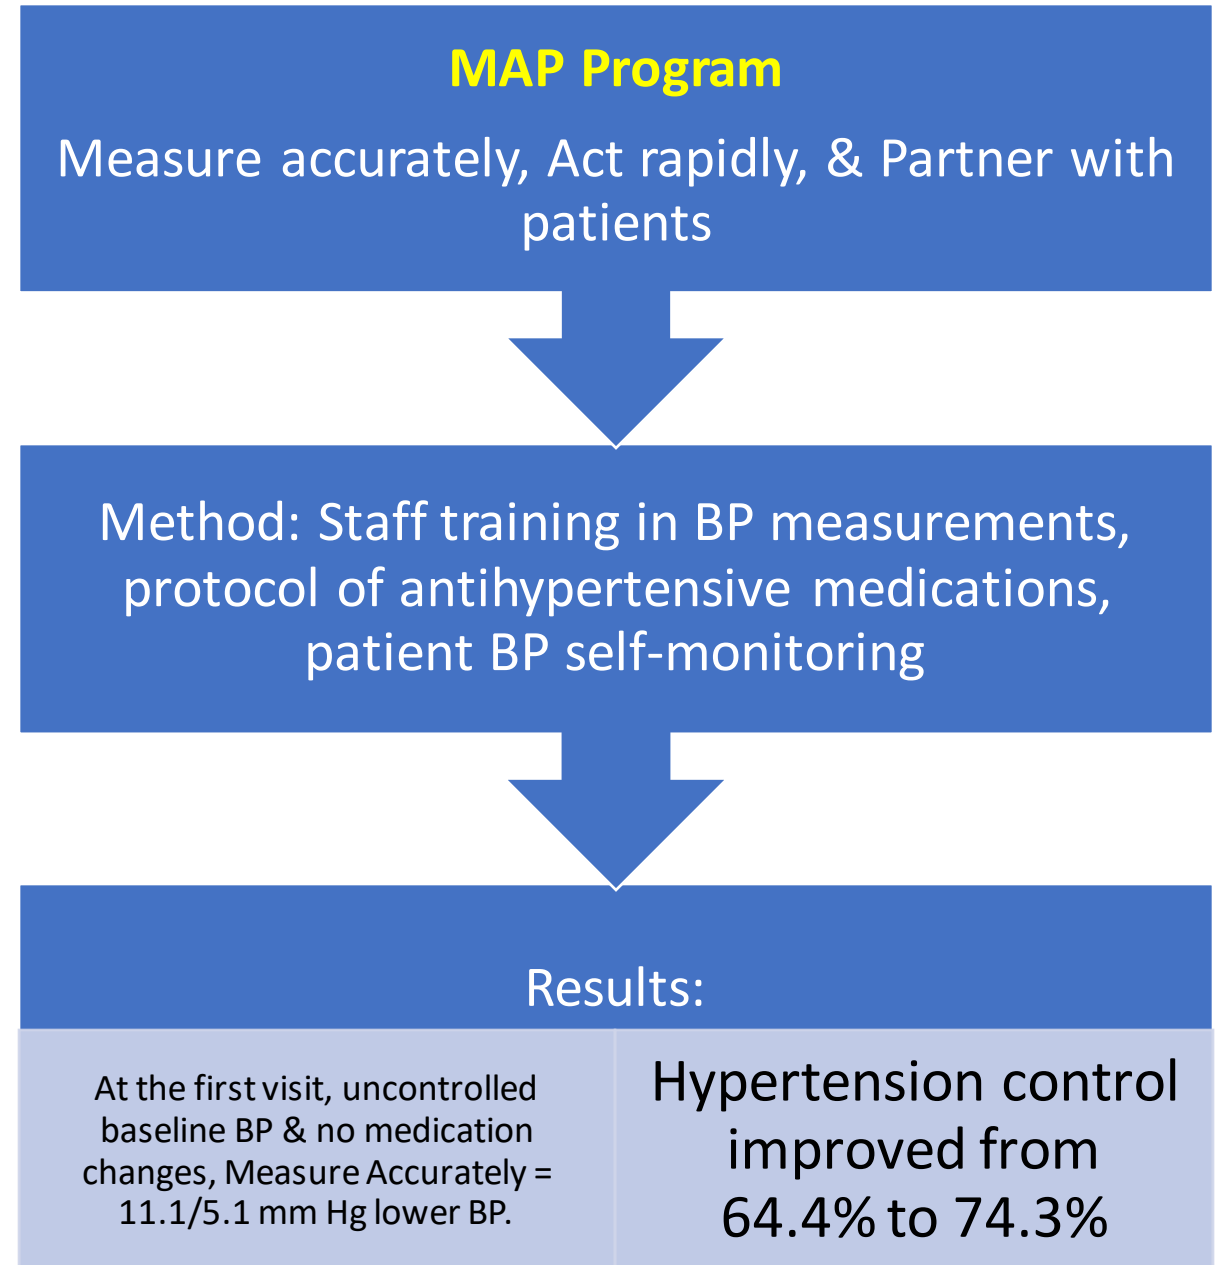 MAP Program
Measure accurately, Act rapidly, & Partner with
patients
Method: Staff training in BP measurements,
protocol of antihypertensive medications,
patient BP self-monitoring
Results:
At the first visit, uncontrolled
baseline BP & no medication
changes, Measure Accurately =
11.1/5.1 mm Hg lower BP.
Hypertension control
improved from
64.4% to 74.3%